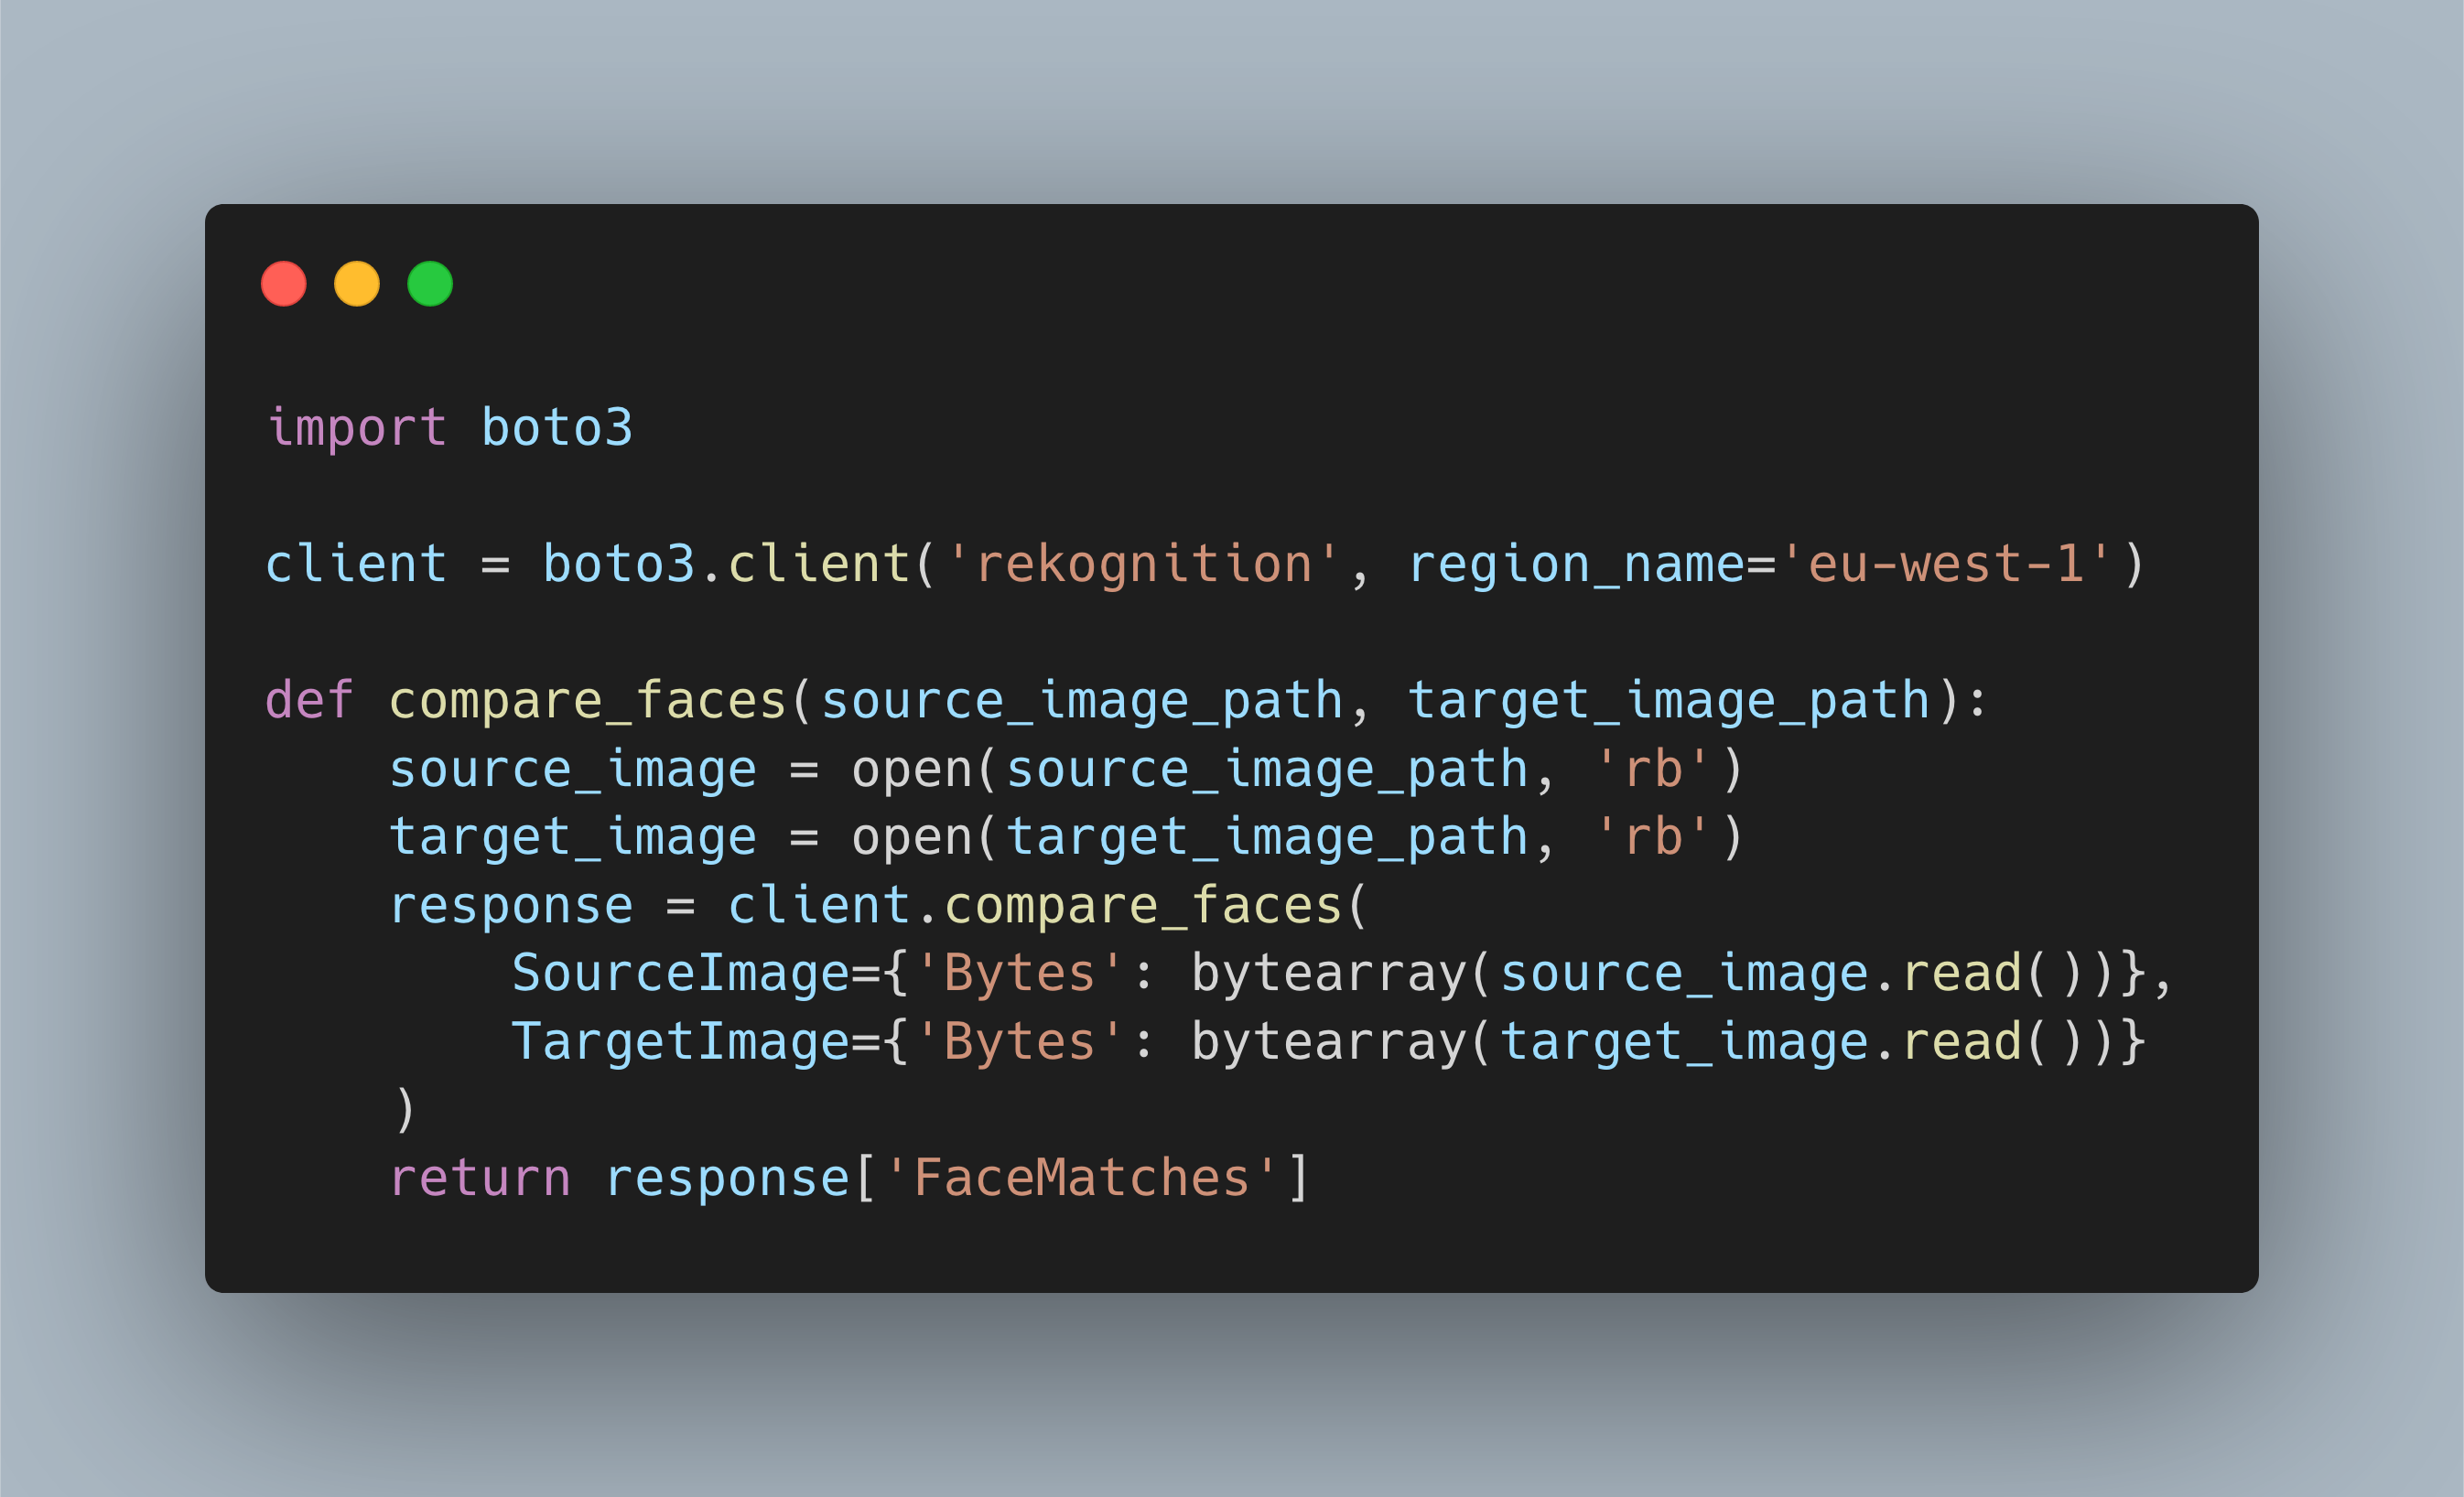 import boto3
client = boto3.client('rekognition', region_name='eu-west-1')
def compare_faces(source_image_path, target_image_path):
    source_image = open(source_image_path, 'rb')
    target_image = open(target_image_path, 'rb')
    response = client.compare_faces(
        SourceImage={'Bytes': bytearray(source_image.read())},
        TargetImage={'Bytes': bytearray(target_image.read())}
    )
    return response['FaceMatches']